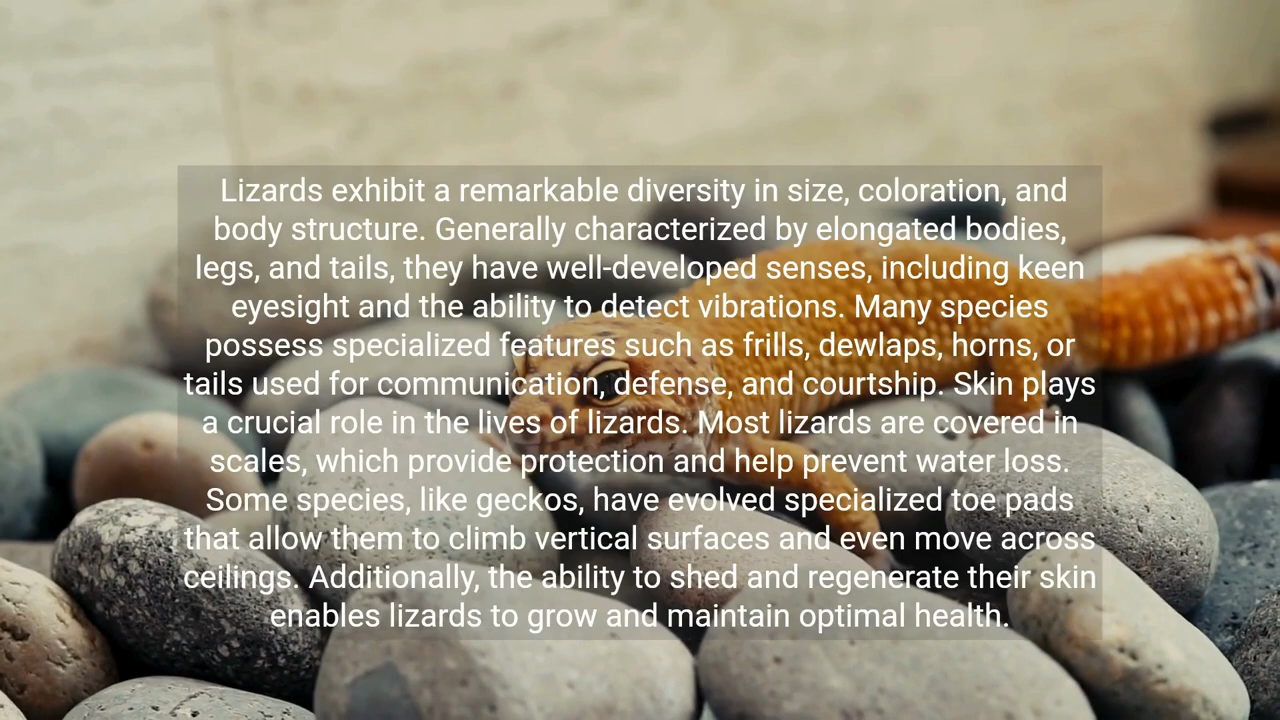 Lizards exhibit a remarkable diversity in size, coloration, and
body structure. Generally characterized by elongated bodies,
legs, and tails, they have well-developed senses, including keen
eyesight and the ability to detect vibrations. Many species
possess specialized features such as frills, dewlaps, horns, or
tails used for communication, defense, and courtship. Skin plays
a crucial role in the lives of lizards. Most lizards are covered in
scales, which provide protection and help prevent water loss.
Some species, like geckos, have evolved specialized toe pads
that allow them to climb vertical surfaces and even move across
ceilings. Additionally, the ability to shed and regenerate their skin
enables lizards to grow and maintain optimal health.